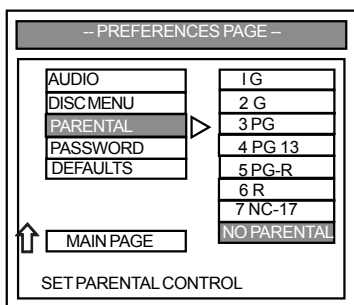 -- PREFERENCES PAGE --
AUDIO
DISC MENU
PARENTAL
PASSWORD
DEFAULTS
MAIN PAGE
1 G
2 G
3 PG
4 PG 13
5 PG-R
6 R
7 NC-17
NO PARENTAL
SET PARENTAL CONTROL